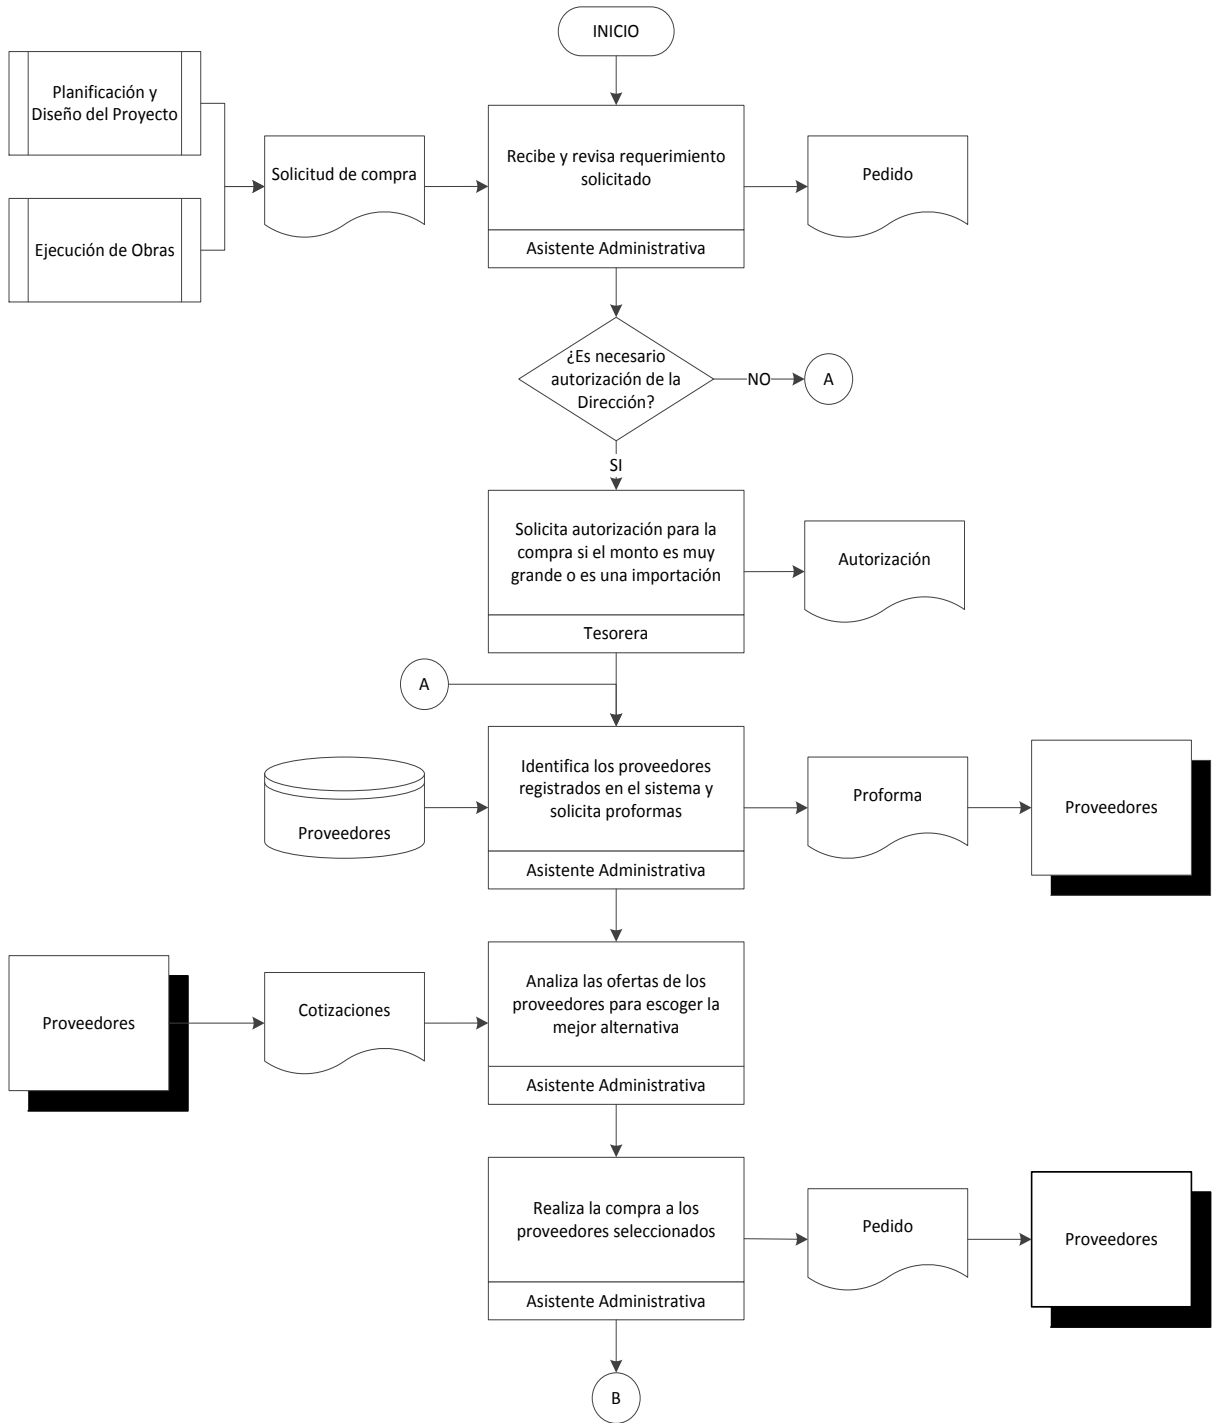 INICIO
Planificación y
Diseño del Proyecto
Ejecución de Obras
Solicitud de compra
Recibe y revisa requerimiento
solicitado
Asistente Administrativa
Pedido
¿Es necesario
autorización de la
Dirección?
NO
A
SI
Solicita autorización para la
compra si el monto es muy
grande o es una importación
Tesorera
Autorización
A
Proveedores
Identifica los proveedores
registrados en el sistema y
solicita proformas
Asistente Administrativa
Proforma
Proveedores
Proveedores
Cotizaciones
Analiza las ofertas de los
proveedores para escoger la
mejor alternativa
Asistente Administrativa
Realiza la compra a los
proveedores seleccionados
Asistente Administrativa
Pedido
Proveedores
B